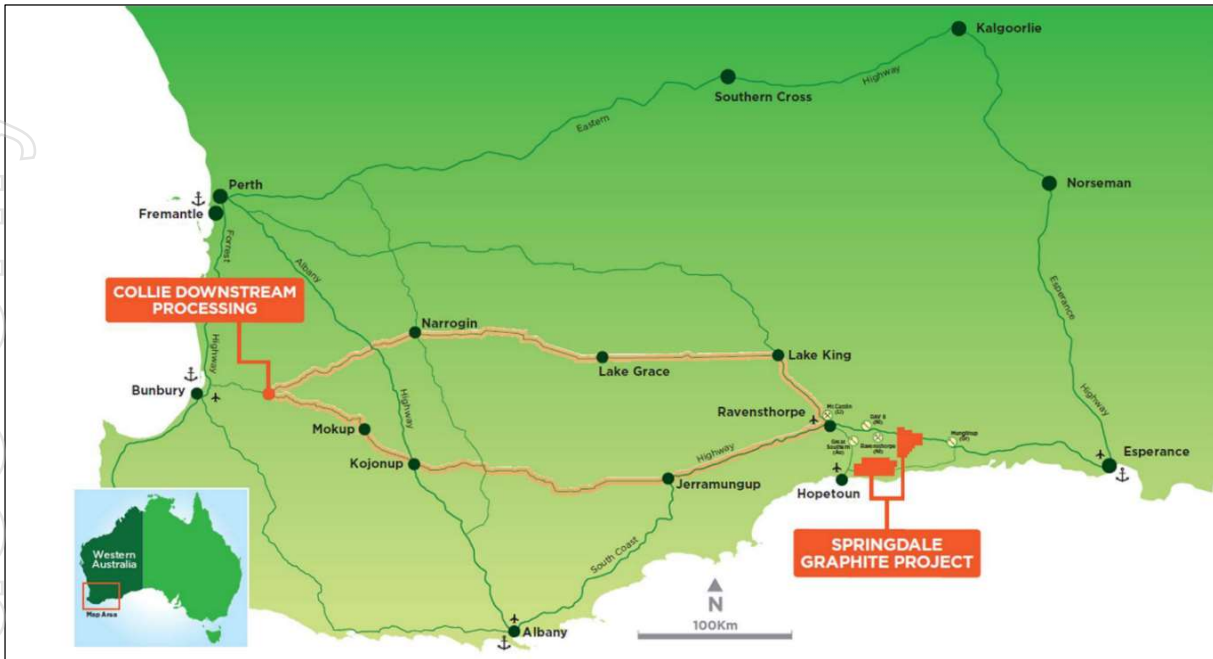 Kalgoorlie
Highway
Southern Cross
Eastern
Perth
Norseman
Fremantle
Forrest
Albany
COLLIE DOWNSTREAM
PROCESSING
Esperance
Narrogin
Lake King
Highway
Lake Grace
Bunbury
Highway
Highway
Mokup
Ravensthorpe
Kojonup
Highway
Jerramungup
Hopetoun
Esperance
SPRINGDALE
GRAPHITE PROJECT
South Coast
Western
Australia
Map Area
N
100Km
Albany